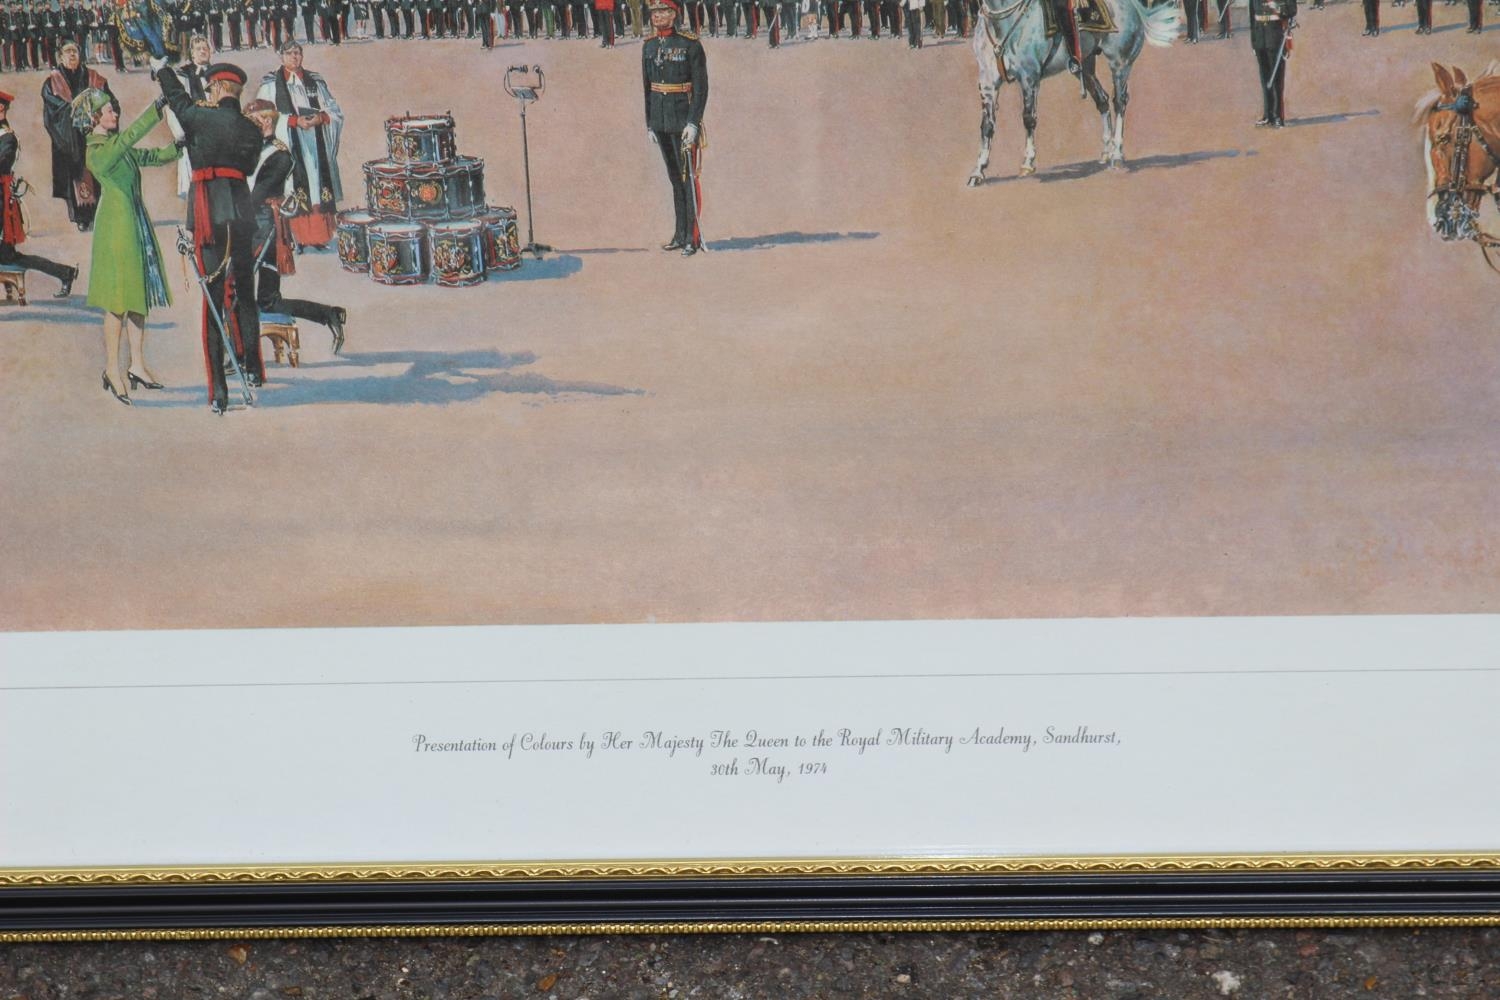 Presentation of Colours by Her Majesty The Queen to the Royal Military Academy, Sandhurst,
30th May, 1974